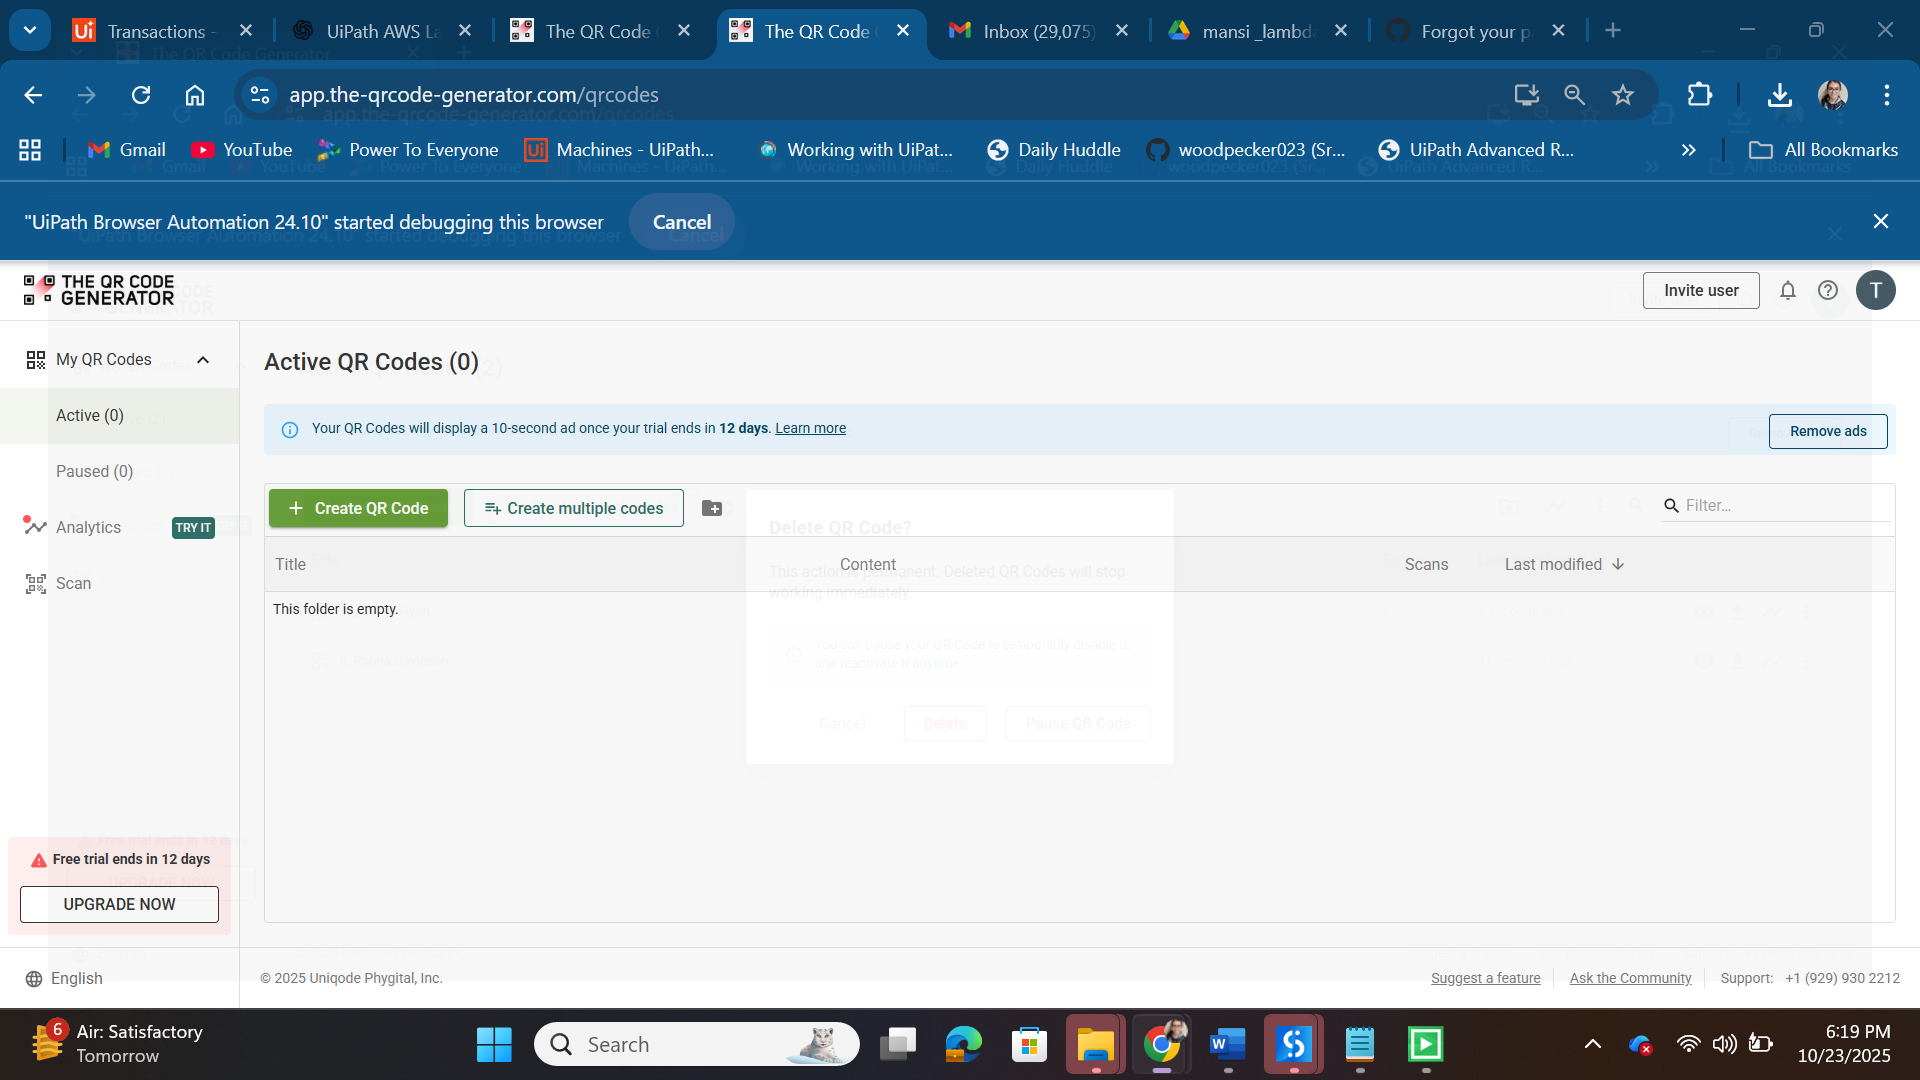 Transactions -
UiPath AWS La
The QR Code
The QR Code
Inbox (29,075)
mansi _lambd
Forgot your p
app.the-qrcode-generator.com/qrcodes
Gmail
YouTube
Power To Everyone
Machines - UiPath...
Working with UiPat...
Daily Huddle
woodpecker023 (Sr...
UiPath Advanced R...
All Bookmarks
"UiPath Browser Automation 24.10" started debugging this browser
Cancel
THE QR CODE
GENERATOR
Invite user
T
My QR Codes
Active (0)
Paused (0)
Analytics
TRY IT
Scan
Active QR Codes (0)
Your QR Codes will display a 10-second ad once your trial ends in 12 days. Learn more
Remove ads
Create QR Code
Create multiple codes
Filter...
Title
Content
Scans
Last modified
This folder is empty.
Delete QR Code?
This action is permanent. Deleted QR Codes will stop
working immediately.
You can pause your QR Code to temporarily disable it,
and reactivate it anytime.
Cancel
Delete
Pause QR Code
Free trial ends in 12 days
UPGRADE NOW
English
© 2025 Uniqode Phygital, Inc.
Suggest a feature
Ask the Community
Support: +1 (929) 930 2212
6
Air: Satisfactory
Tomorrow
Search
6:19 PM
10/23/2025